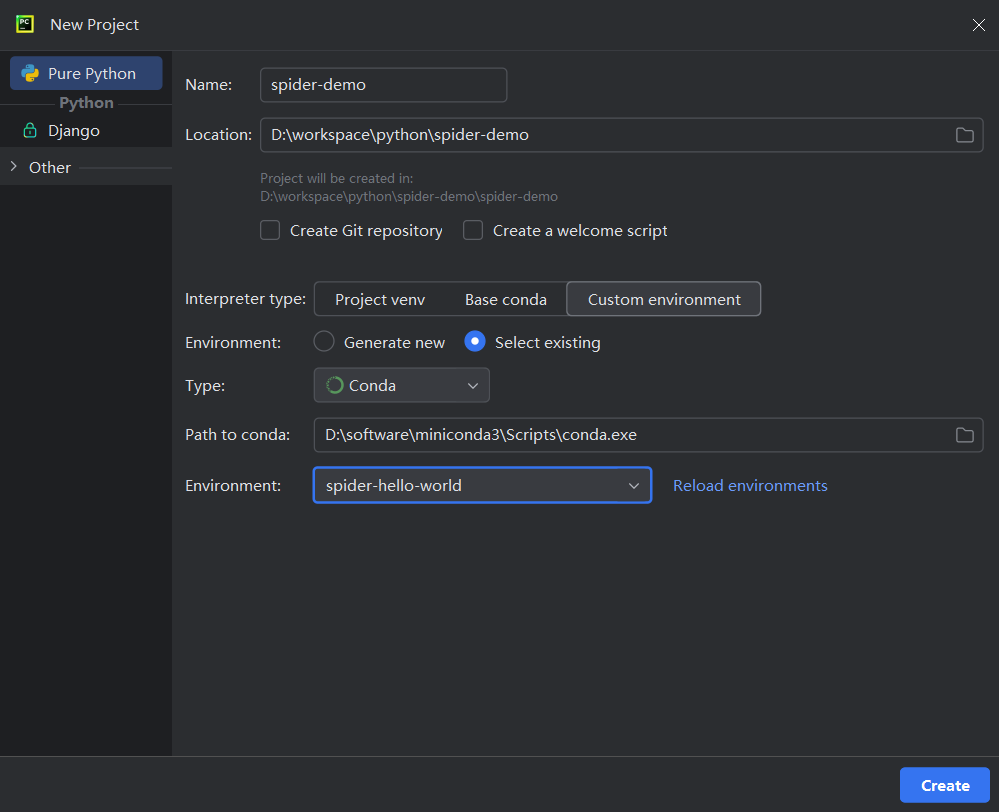 PC
New Project
Pure Python
Python
Django
Other
Name: spider-demo
Location: D:\workspace\python\spider-demo
Project will be created in:
D:\workspace\python\spider-demo\spider-demo
Create Git repository Create a welcome script
Interpreter type: Project venv Base conda Custom environment
Environment: Generate new Select existing
Type: Conda
Path to conda: D:\software\miniconda3\Scripts\conda.exe
Environment: spider-hello-world Reload environments
Create